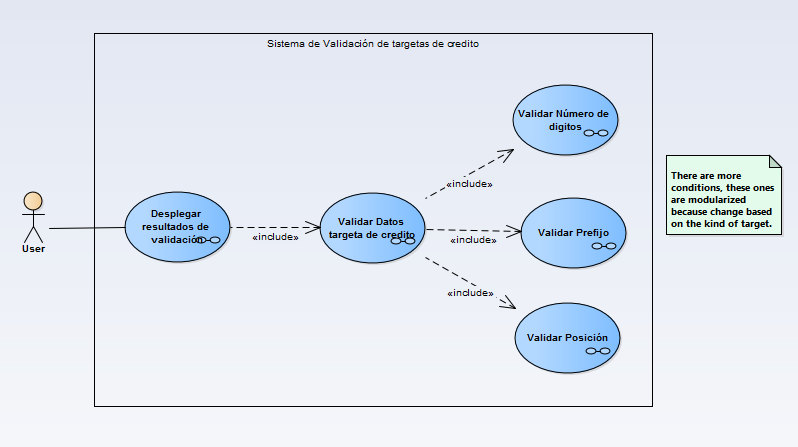 Sistema de Validación de targetas de credito
Validar Número de
digitos
«include»
There are more
conditions, these ones
are modularized
because change based
on the kind of target.
User
Desplegar
resultados de
validación
«include»
Validar Datos
targeta de credito
«include»
Validar Prefijo
«include»
Validar Posición